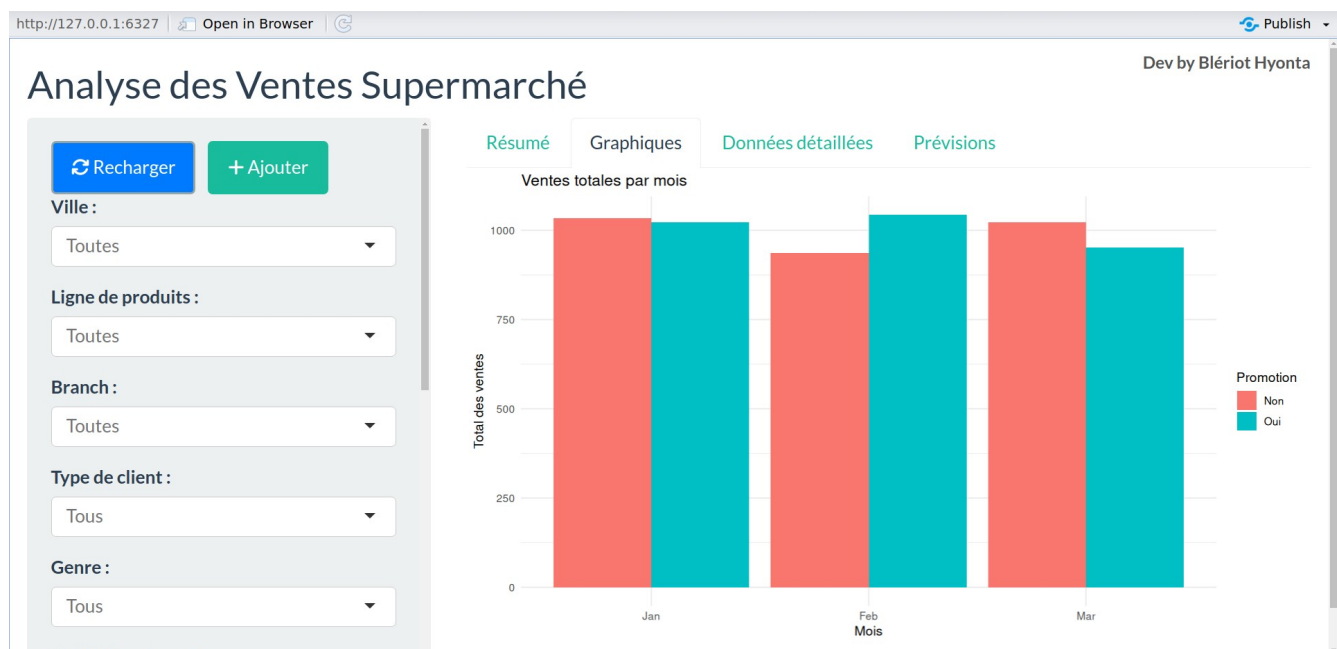 http://127.0.0.1:6327 Open in Browser Publish
Dev by Blériot Hyonta
Analyse des Ventes Supermarché
Recharger + Ajouter
Ville :
Toutes
Ligne de produits :
Toutes
Branch :
Toutes
Type de client :
Tous
Genre :
Tous
Résumé Graphiques Données détaillées Prévisions
Ventes totales par mois
1000
750
500
250
0
Total des ventes
Jan Feb Mar
Mois
Promotion
Non
Oui